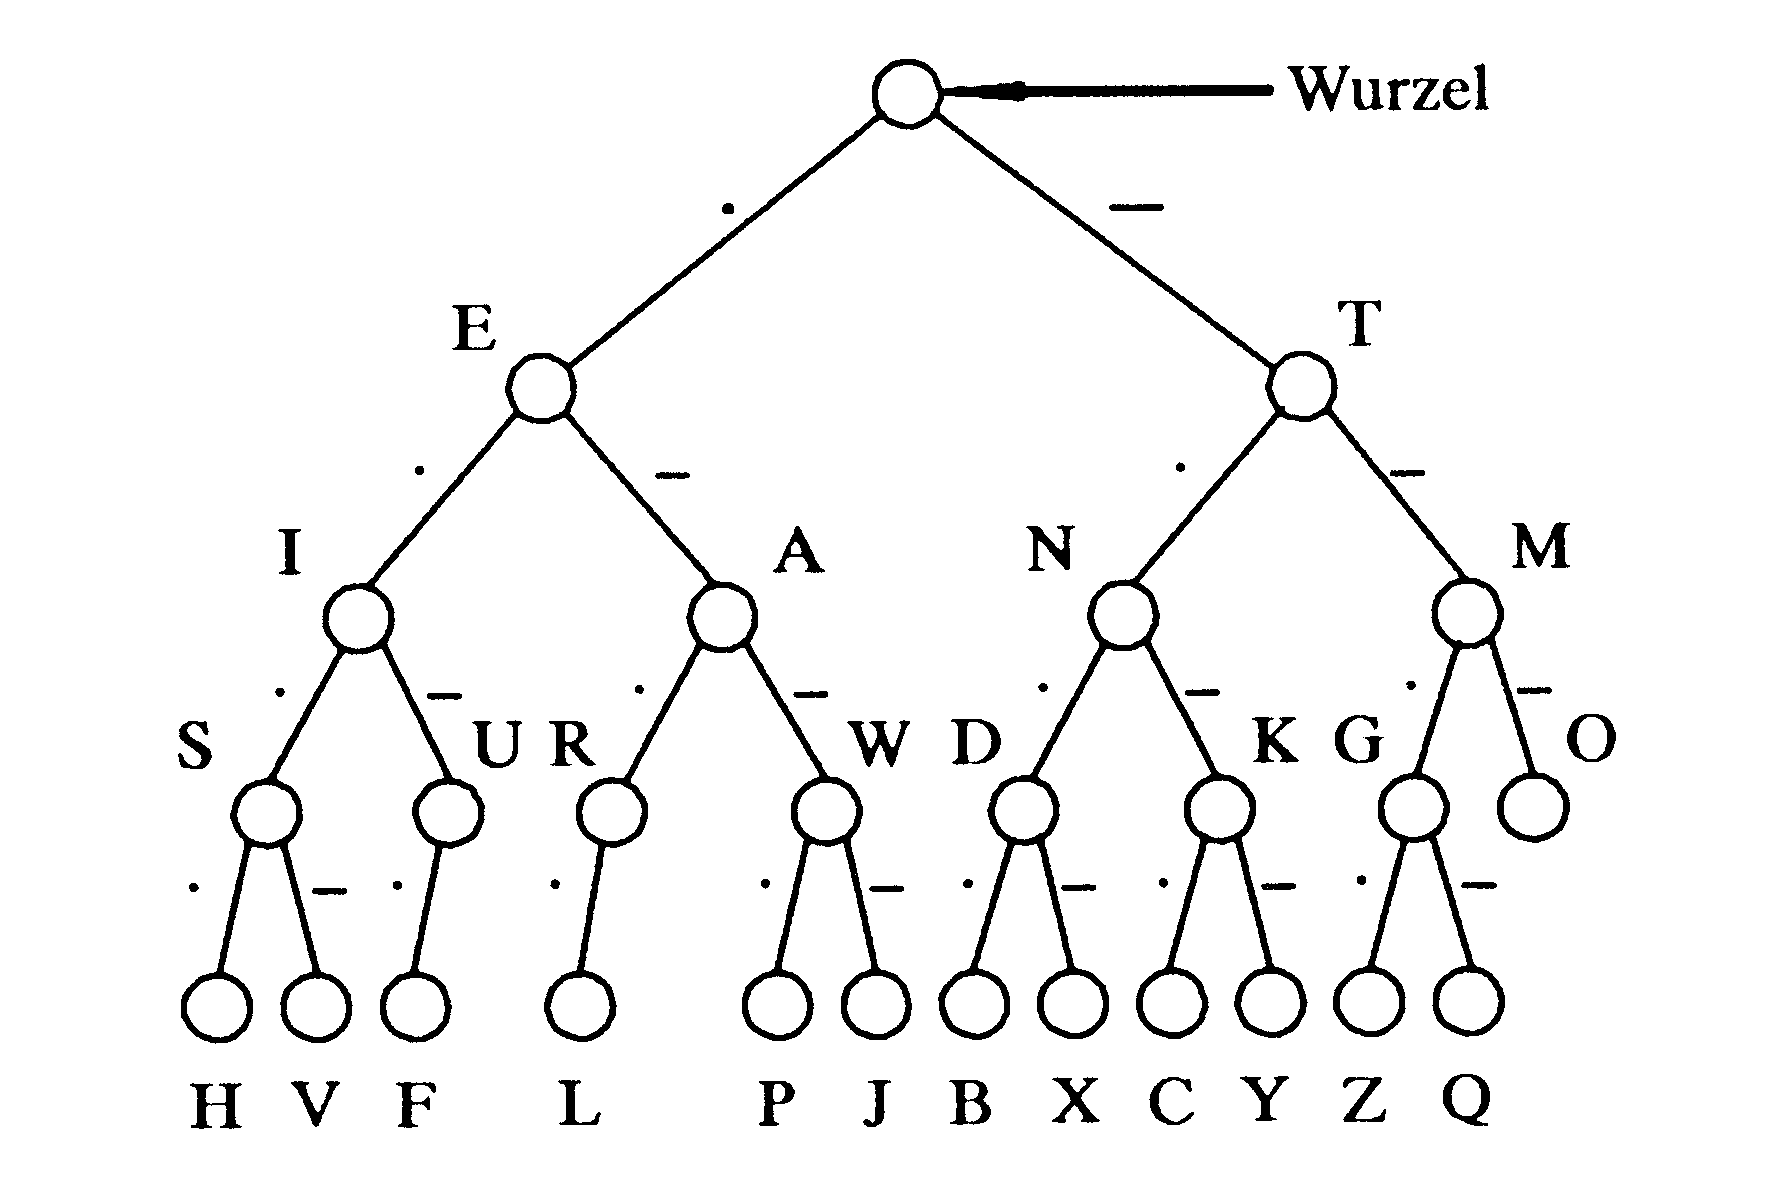 Wurzel
. —
E T
. — . —
I A N M
. — . — . — . —
S U R W D K G O
. — . . . — . — . — . —
H V F L P J B X C Y Z Q